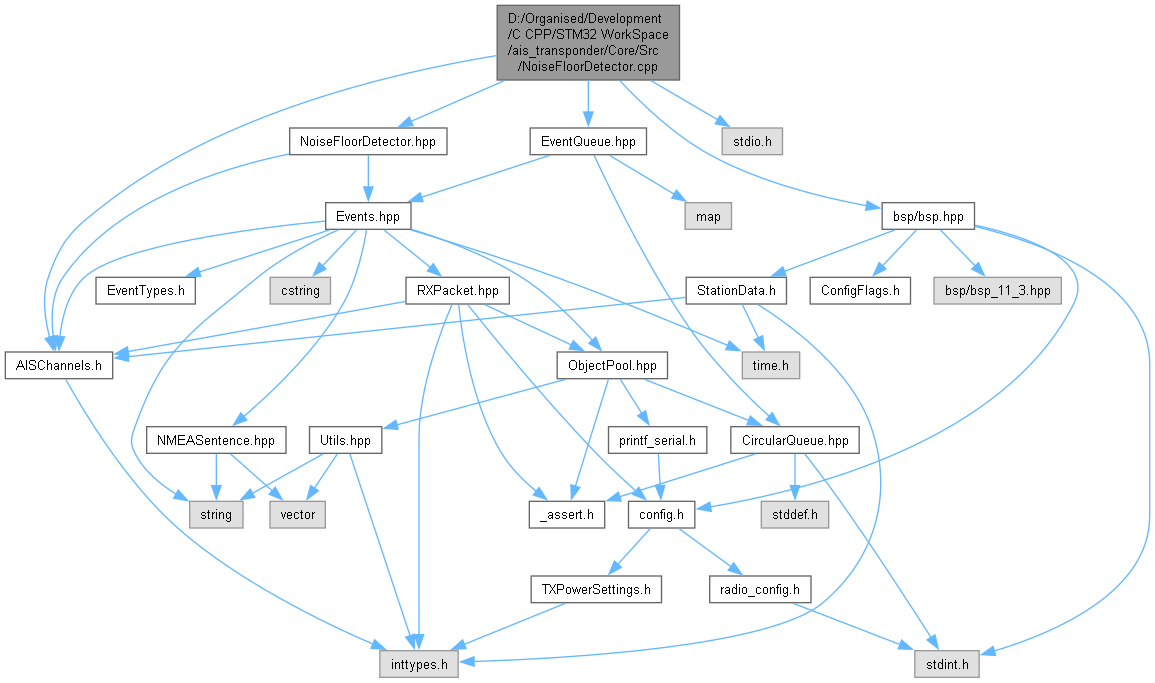 D:/Organised/Development
/C CPP/STM32 WorkSpace
/ais_transponder/Core/Src
/NoiseFloorDetector.cpp
NoiseFloorDetector.hpp
EventQueue.hpp
stdio.h
Events.hpp
map
bsp/bsp.hpp
EventTypes.h
cstring
RXPacket.hpp
StationData.h
ConfigFlags.h
bsp/bsp_11_3.hpp
AISChannels.h
ObjectPool.hpp
time.h
NMEASentence.hpp
Utils.hpp
printf_serial.h
CircularQueue.hpp
string
vector
_assert.h
config.h
stddef.h
TXPowerSettings.h
radio_config.h
inttypes.h
stdint.h